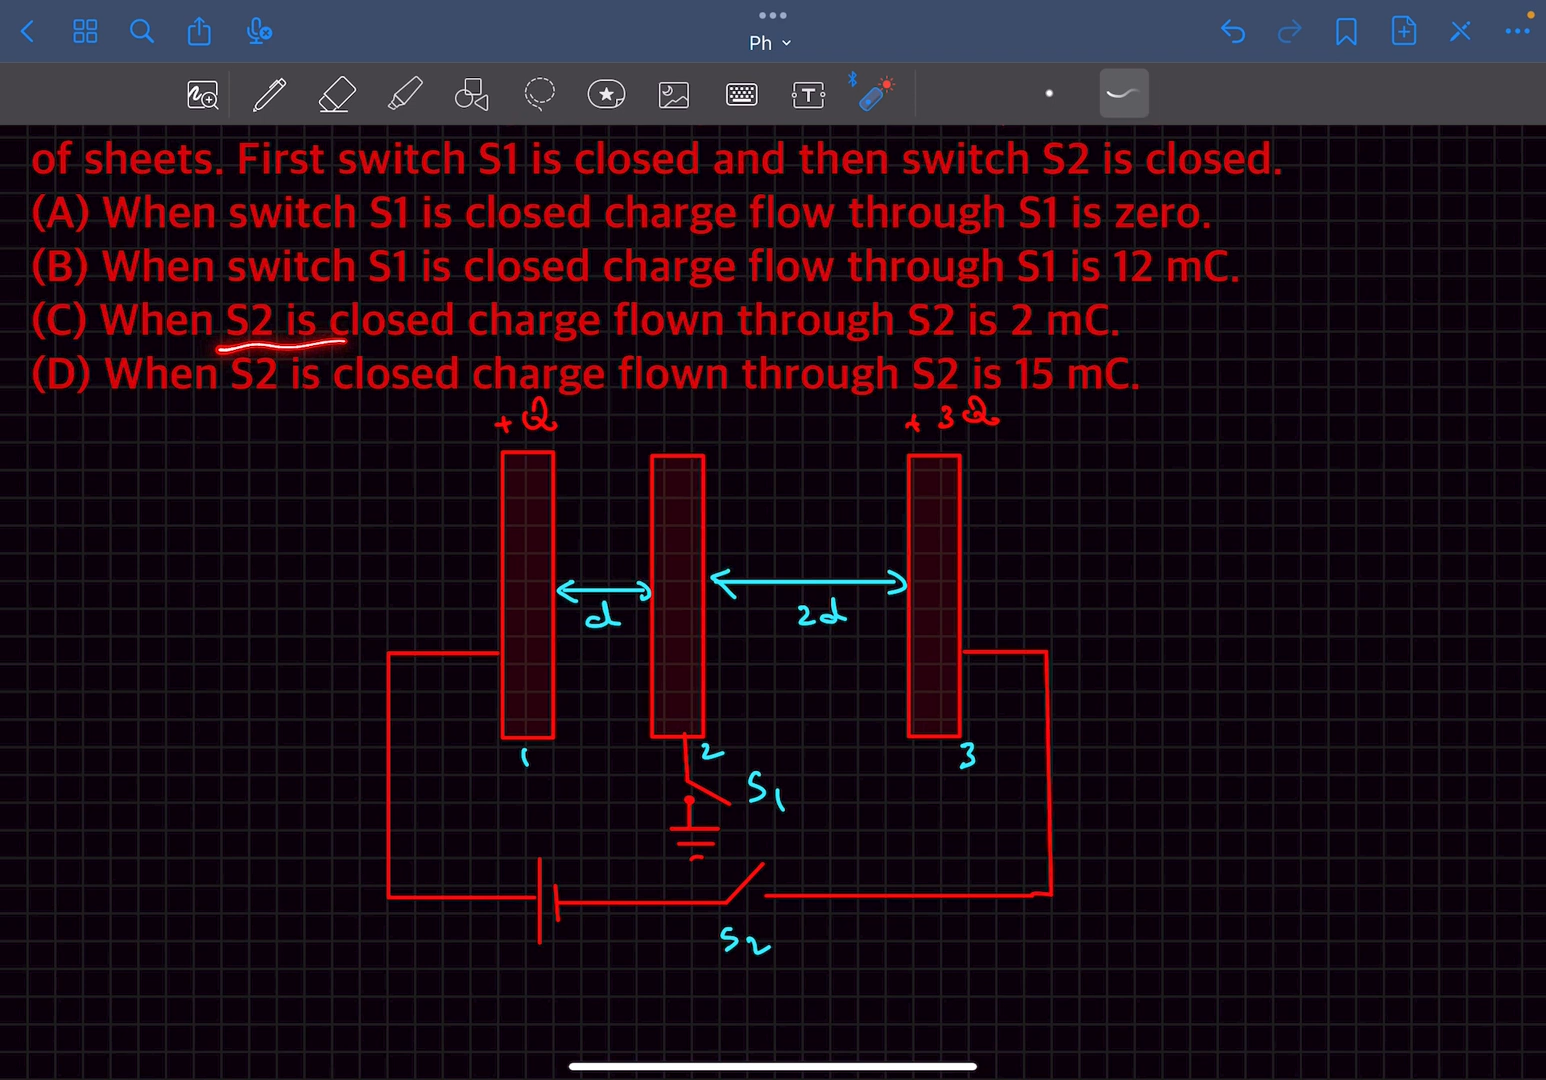 Ph
of sheets. First switch S1 is closed and then switch S2 is closed.
(A) When switch S1 is closed charge flow through S1 is zero.
(B) When switch S1 is closed charge flow through S1 is 12 mC.
(C) When S2 is closed charge flown through S2 is 2 mC.
(D) When S2 is closed charge flown through S2 is 15 mC.
+Q +3Q
d 2d
1 2 3
S1
S2